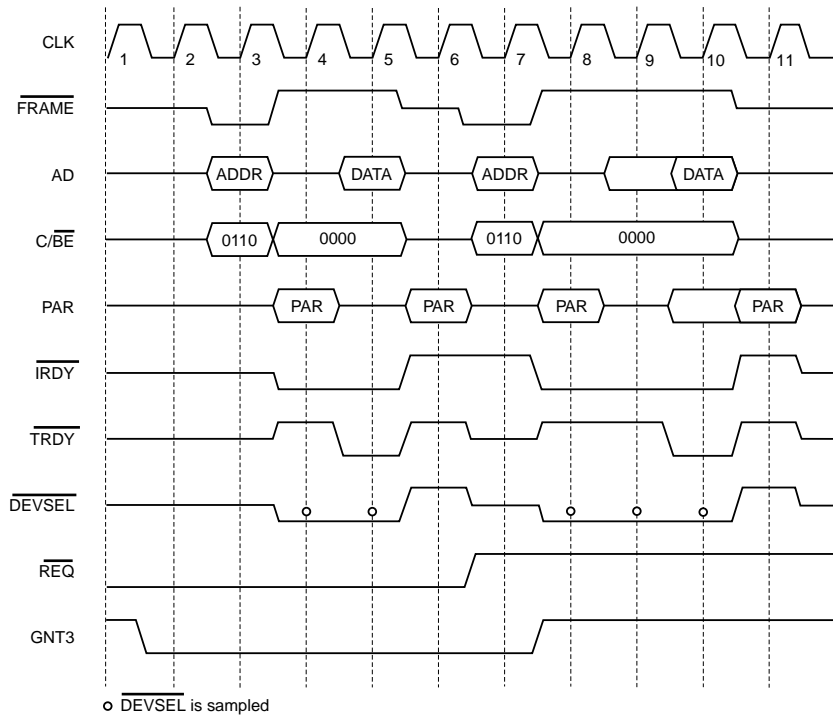 CLK
1 2 3 4 5 6 7 8 9 10 11
FRAME
AD ADDR DATA ADDR DATA
C/BE 0110 0000 0110 0000
PAR PAR PAR PAR PAR
IRDY
TRDY
DEVSEL
REQ
GNT3
DEVSEL is sampled